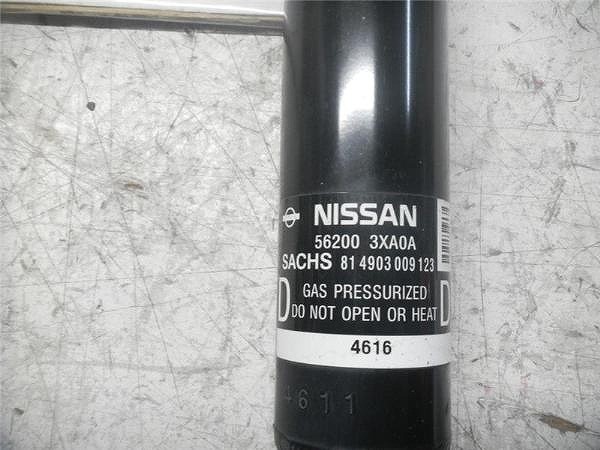 NISSAN
56200 3XA0A
SACHS 81 4903 009 123
D GAS PRESSURIZED D
DO NOT OPEN OR HEAT
4616
4611